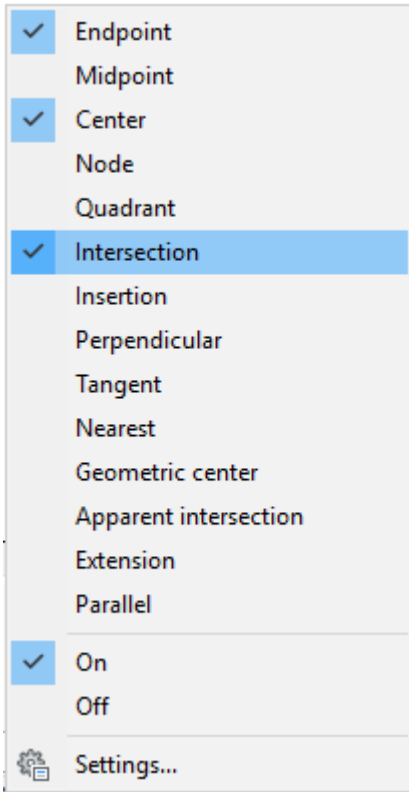 Endpoint
Midpoint
Center
Node
Quadrant
Intersection
Insertion
Perpendicular
Tangent
Nearest
Geometric center
Apparent intersection
Extension
Parallel
On
Off
Settings...